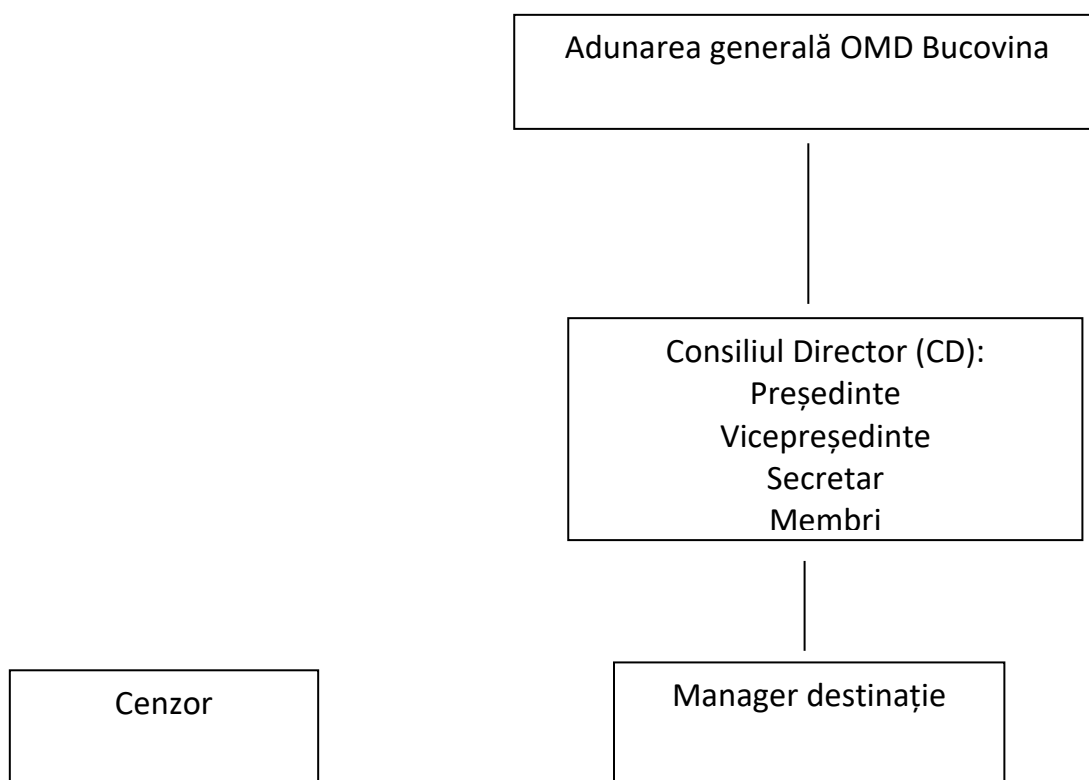 Adunarea generală OMD Bucovina
Consiliul Director (CD):
Președinte
Vicepreședinte
Secretar
Membri
Cenzor
Manager destinație